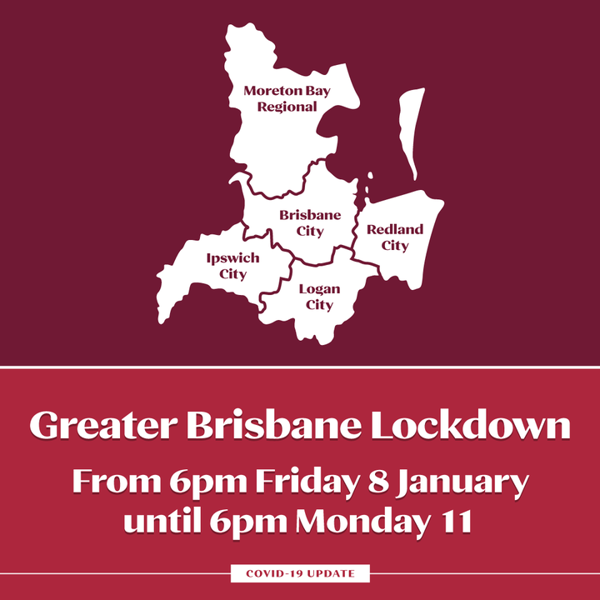 Moreton Bay
Regional
Brisbane
City
Redland
City
Ipswich
City
Logan
City
Greater Brisbane Lockdown
From 6pm Friday 8 January
until 6pm Monday 11
COVID-19 UPDATE